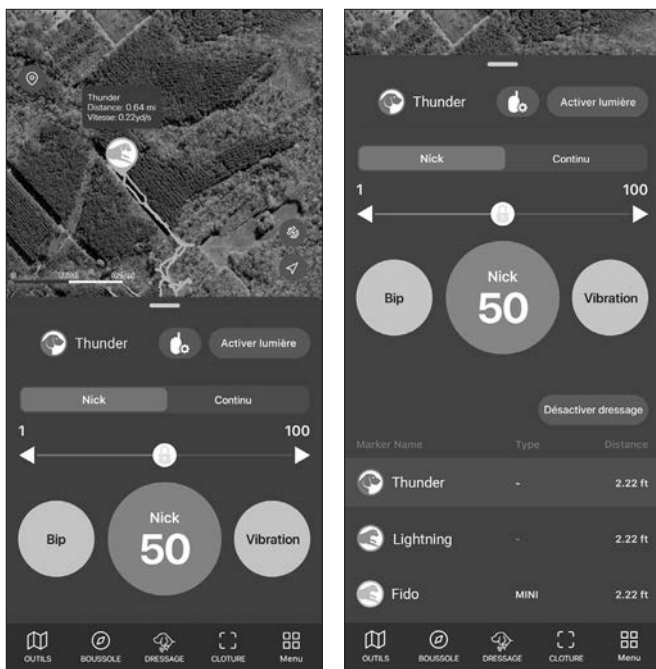 Thunder
Distance: 0.64 mi
Vitesse: 0.22yd/s
Thunder
Activer lumière
Nick
Continu
1
100
Bip
Nick
50
Vibration
OUTILS
BOUSSOLE
DRESSAGE
CLOTURE
Menu
Thunder
Activer lumière
Nick
Continu
1
100
Bip
Nick
50
Vibration
Désactiver dressage
Marker Name Type Distance
Thunder - 2.22 ft
Lightning - 2.22 ft
Fido MINI 2.22 ft
OUTILS
BOUSSOLE
DRESSAGE
CLOTURE
Menu